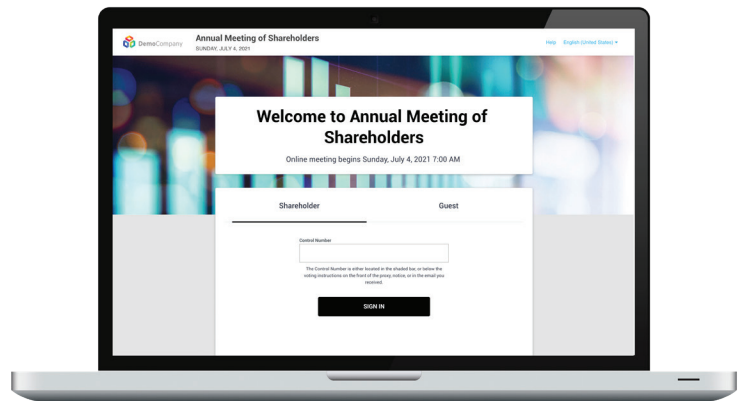 DemoCompany
Annual Meeting of Shareholders
SUNDAY, JULY 4, 2021
Help English (United States)
Welcome to Annual Meeting of
Shareholders
Online meeting begins Sunday, July 4, 2021 7:00 AM
Shareholder Guest
Control Number
The Control Number is either located in the shaded bar, or below the
voting instructions on the front of the proxy, notice, or in the email you
received.
SIGN IN